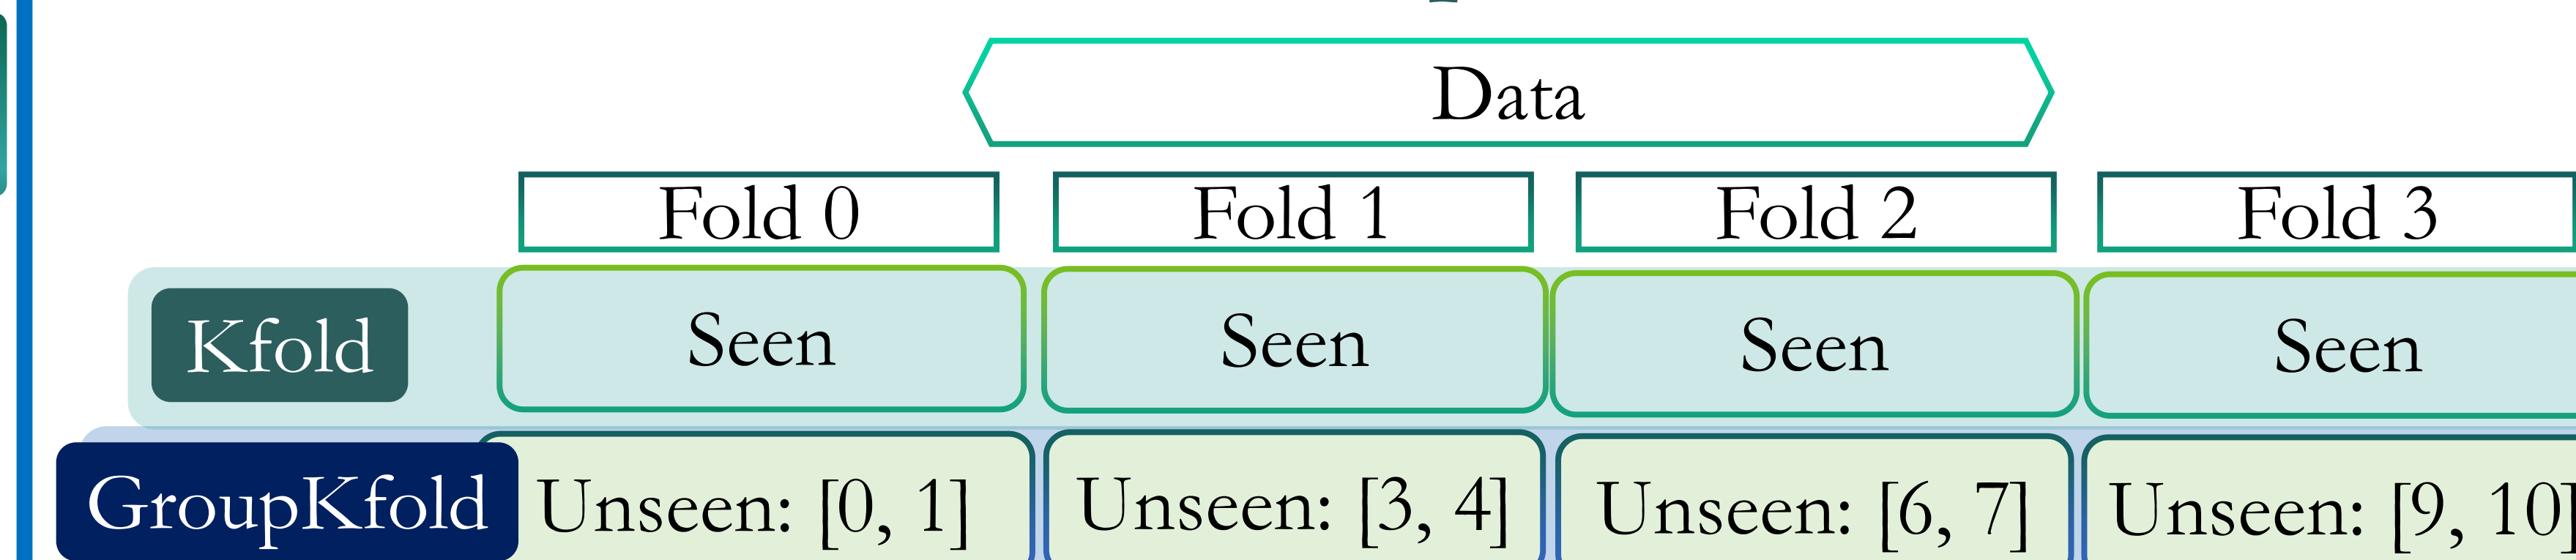 Data
Fold 0 Fold 1 Fold 2 Fold 3
Kfold Seen Seen Seen Seen
GroupKfold Unseen: [0, 1] Unseen: [3, 4] Unseen: [6, 7] Unseen: [9, 10]